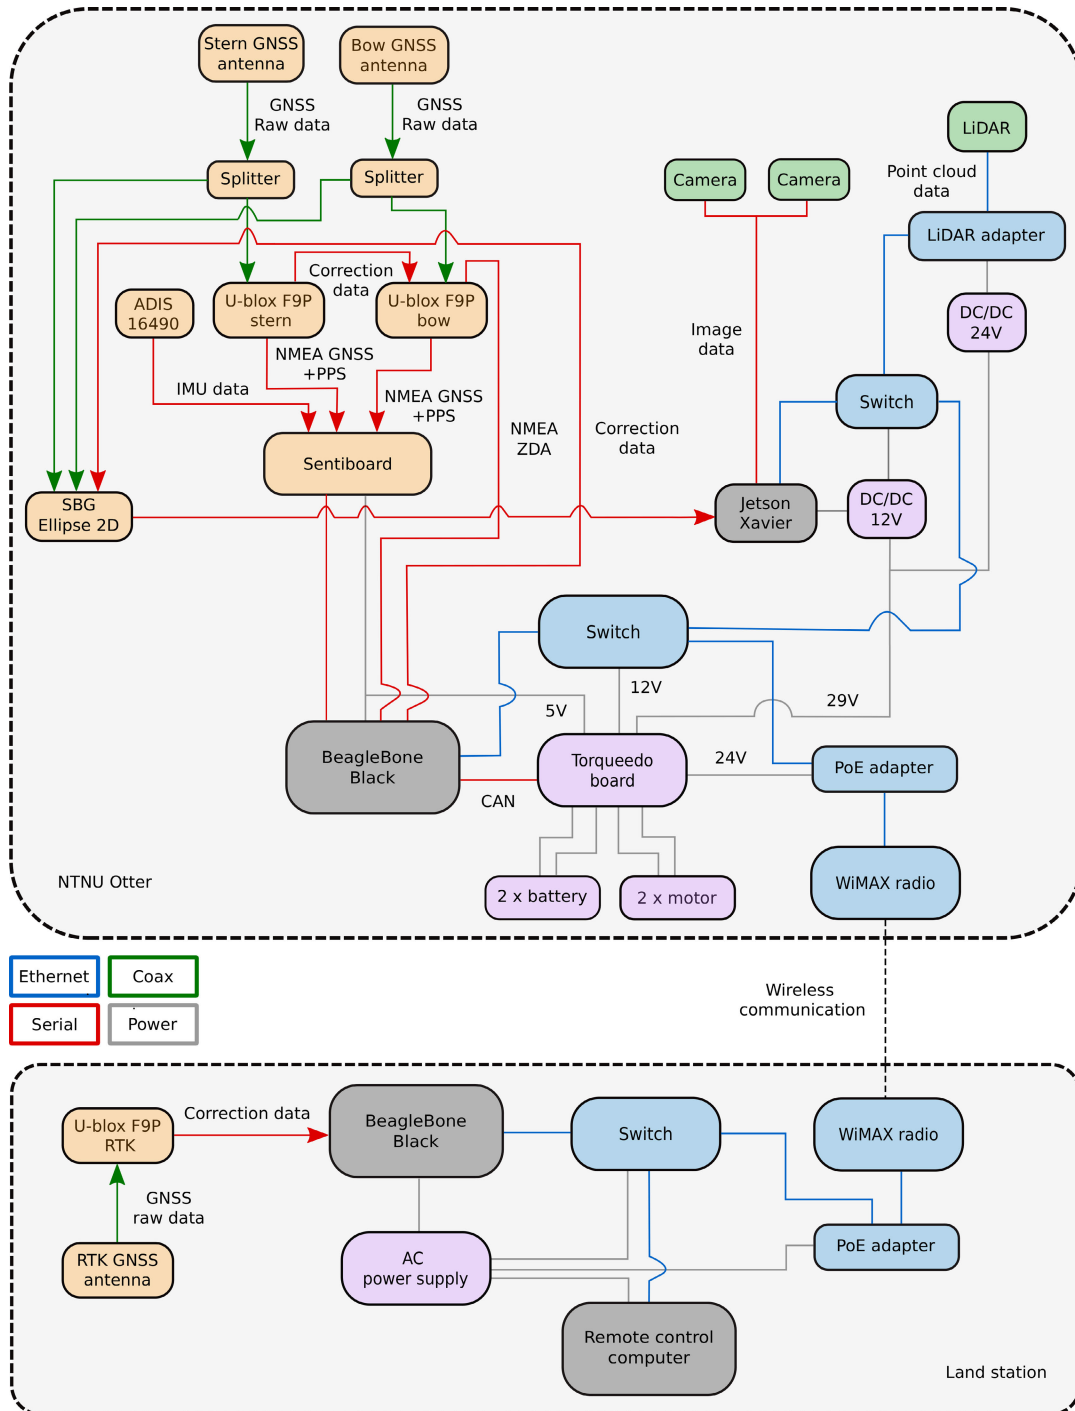 Stern GNSS
antenna
Bow GNSS
antenna
GNSS
Raw data
GNSS
Raw data
LiDAR
Splitter
Splitter
Camera
Camera
Point cloud
data
LiDAR adapter
Correction
data
ADIS
16490
U-blox F9P
stern
U-blox F9P
bow
DC/DC
24V
Image
data
NMEA GNSS
+PPS
IMU data
NMEA GNSS
+PPS
Switch
NMEA
ZDA
Correction
data
Sentiboard
SBG
Ellipse 2D
Jetson
Xavier
DC/DC
12V
Switch
12V
5V
29V
BeagleBone
Black
Torqueedo
board
24V
PoE adapter
CAN
NTNU Otter
2 x battery
2 x motor
WiMAX radio
Ethernet
Coax
Serial
Power
Wireless
communication
U-blox F9P
RTK
Correction data
BeagleBone
Black
Switch
WiMAX radio
GNSS
raw data
RTK GNSS
antenna
AC
power supply
PoE adapter
Remote control
computer
Land station